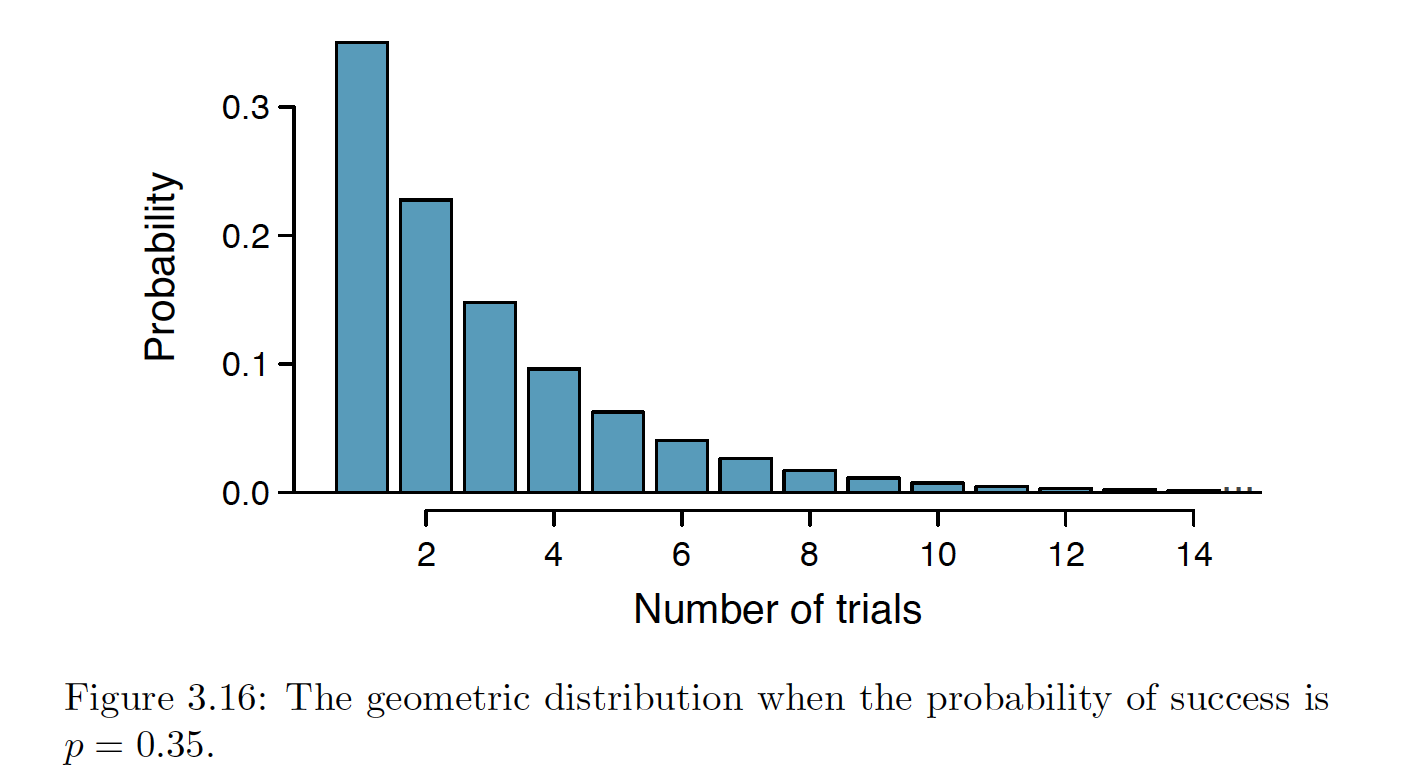 0.3
0.2
0.1
0.0
Probability
2 4 6 8 10 12 14
Number of trials
Figure 3.16: The geometric distribution when the probability of success is
p = 0.35.